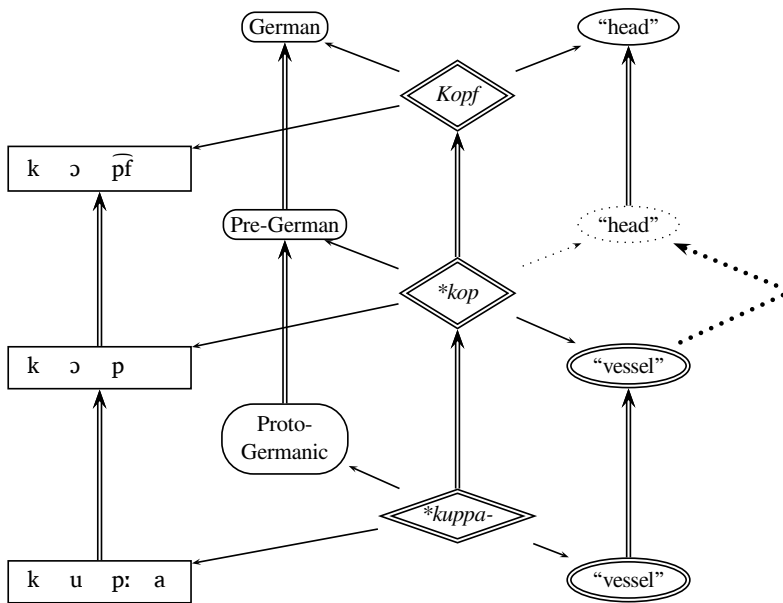 German
“head”
Kopf
k ɔ p͡f
Pre-German
“head”
*kop
k ɔ p
“vessel”
Proto-
Germanic
*kuppa-
k u pː a
“vessel”